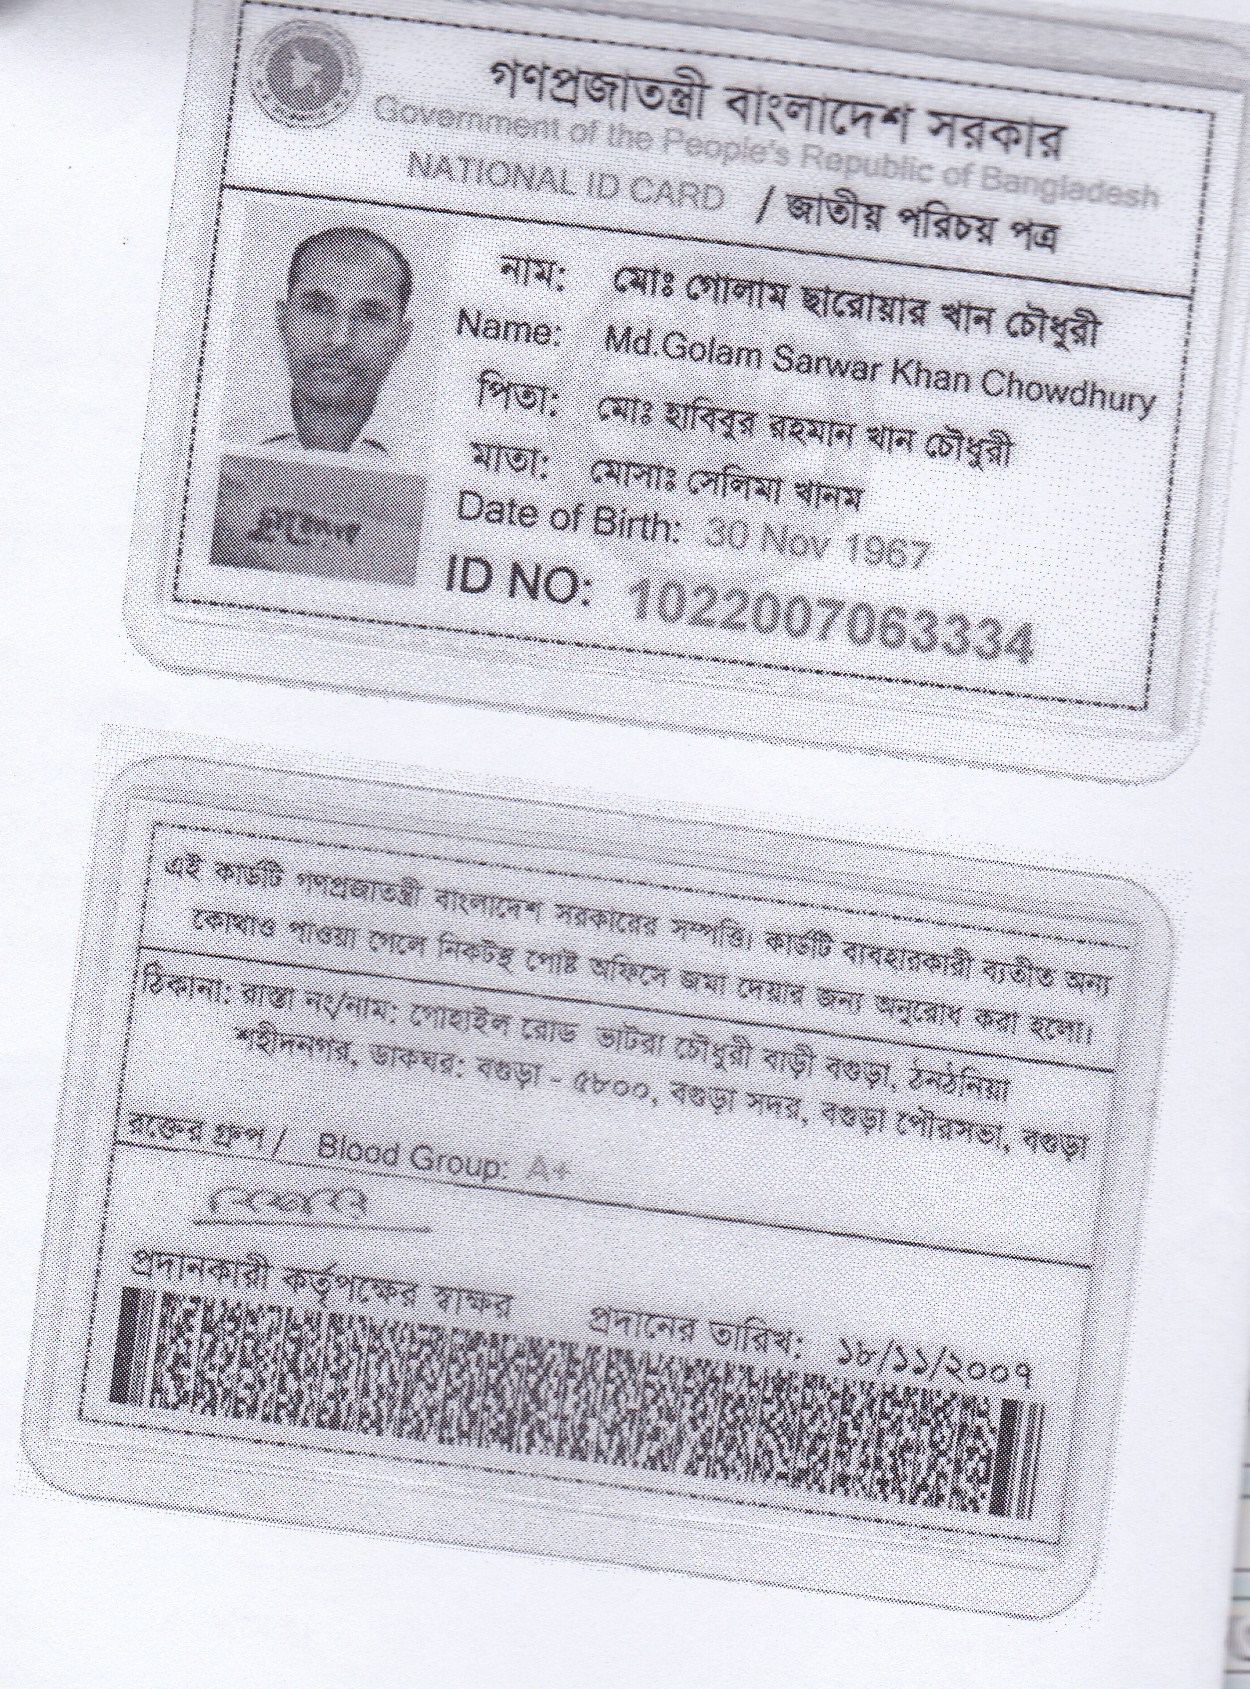 গণপ্রজাতন্ত্রী বাংলাদেশ সরকার
Government of the People's Republic of Bangladesh
NATIONAL ID CARD / জাতীয় পরিচয় পত্র
নাম: মোঃ গোলাম ছারোয়ার খান চৌধুরী
Name: Md.Golam Sarwar Khan Chowdhury
পিতা: মোঃ হাবিবুর রহমান খান চৌধুরী
মাতা: মোসাঃ সেলিমা খানম
Date of Birth: 30 Nov 1967
ID NO: 1022007063334
এই কার্ডটি গণপ্রজাতন্ত্রী বাংলাদেশ সরকারের সম্পত্তি। কার্ডটি ব্যবহারকারী ব্যতীত অন্য
কোথাও পাওয়া গেলে নিকটস্থ পোষ্ট অফিসে জমা দেয়ার জন্য অনুরোধ করা হলো।
ঠিকানা: রাস্তা নং/নাম: গোহাইল রোড ভাটরা চৌধুরী বাড়ী বগুড়া, ঠনঠনিয়া
শহীদনগর, ডাকঘর: বগুড়া - ৫৮০০, বগুড়া সদর, বগুড়া পৌরসভা, বগুড়া
রক্তের গ্রুপ / Blood Group: A+
প্রদানকারী কর্তৃপক্ষের স্বাক্ষর প্রদানের তারিখ: ১৮/১১/২০০৭